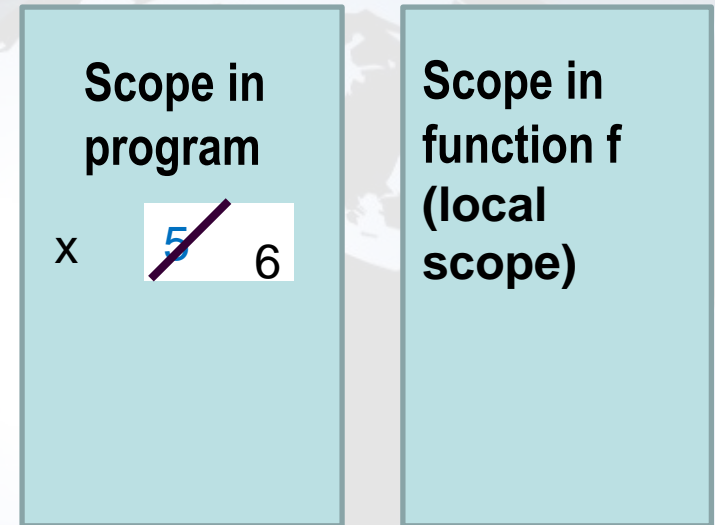 Scope in
program
x 5 6
Scope in
function f
(local
scope)